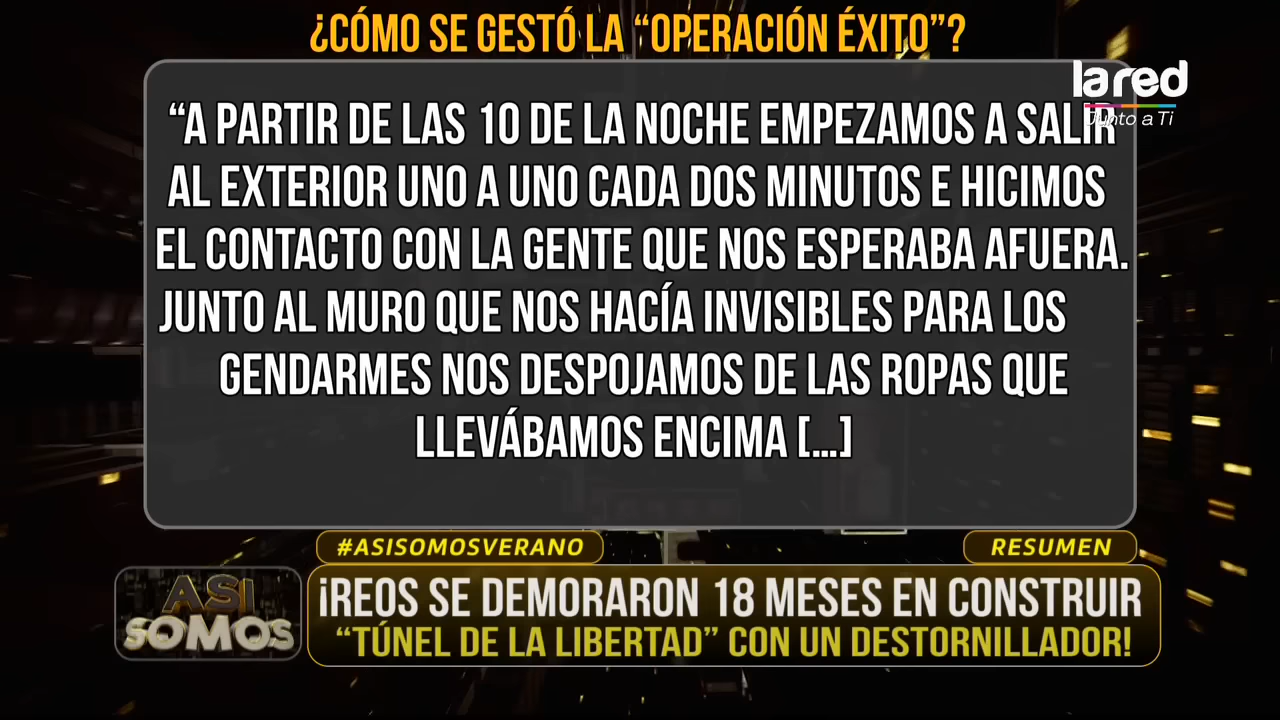 ¿CÓMO SE GESTÓ LA “OPERACIÓN ÉXITO”?
lared
Junto a Ti
“A PARTIR DE LAS 10 DE LA NOCHE EMPEZAMOS A SALIR
AL EXTERIOR UNO A UNO CADA DOS MINUTOS E HICIMOS
EL CONTACTO CON LA GENTE QUE NOS ESPERABA AFUERA.
JUNTO AL MURO QUE NOS HACÍA INVISIBLES PARA LOS
GENDARMES NOS DESPOJAMOS DE LAS ROPAS QUE
LLEVÁBAMOS ENCIMA [...]
#ASISOMOSVERANO
RESUMEN
ASI
SOMOS
¡REOS SE DEMORARON 18 MESES EN CONSTRUIR
“TÚNEL DE LA LIBERTAD” CON UN DESTORNILLADOR!